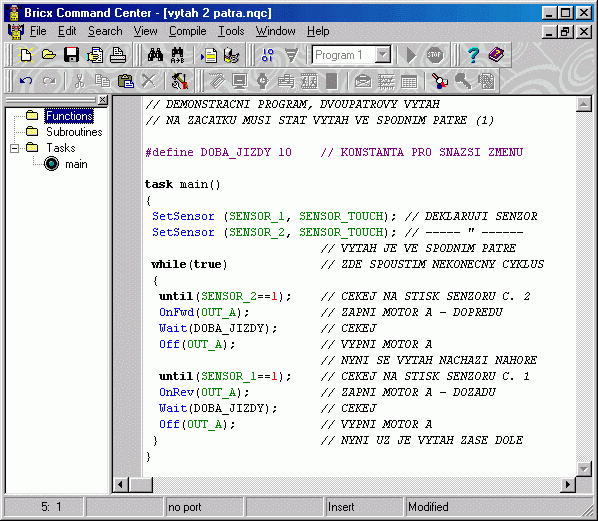 Bricx Command Center - [vytah 2 patra.nqc]
File Edit Search View Compile Tools Window Help
Program 1
STOP
Functions
Subroutines
Tasks
main
// DEMONSTRACNI PROGRAM, DVOUPATROVY VYTAH
// NA ZACATKU MUSI STAT VYTAH VE SPODNIM PATRE (1)
#define DOBA_JIZDY 10 // KONSTANTA PRO SNAZSI ZMENU
task main()
{
SetSensor (SENSOR_1, SENSOR_TOUCH); // DEKLARUJI SENZOR
SetSensor (SENSOR_2, SENSOR_TOUCH); // ----- " ------
// VYTAH JE VE SPODNIM PATRE
while(true) // ZDE SPOUSTIM NEKONECNY CYKLUS
{
until(SENSOR_2==1); // CEKEJ NA STISK SENZORU C. 2
OnFwd(OUT_A); // ZAPNI MOTOR A - DOPREDU
Wait(DOBA_JIZDY); // CEKEJ
Off(OUT_A); // VYPNI MOTOR A
// NYNI SE VYTAH NACHAZI NAHORE
until(SENSOR_1==1); // CEKEJ NA STISK SENZORU C. 1
OnRev(OUT_A); // ZAPNI MOTOR A - DOZADU
Wait(DOBA_JIZDY); // CEKEJ
Off(OUT_A); // VYPNI MOTOR A
} // NYNI UZ JE VYTAH ZASE DOLE
}
5: 1 no port Insert Modified